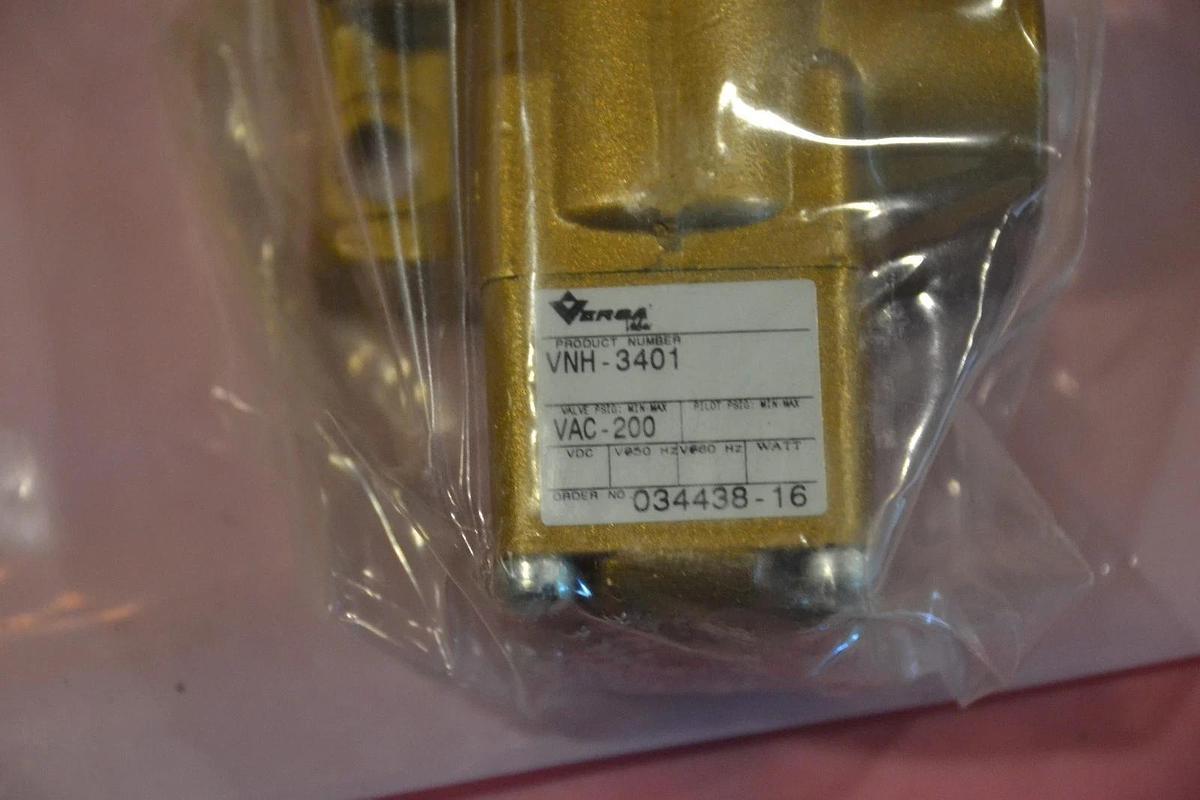 VERSA
PRODUCT NUMBER
VNH-3401
VALVE PSIG: MIN-MAX PILOT PSIG: MIN-MAX
VAC-200
VDC V@50 HZ V@60 HZ WATT
ORDER NO 034438-16